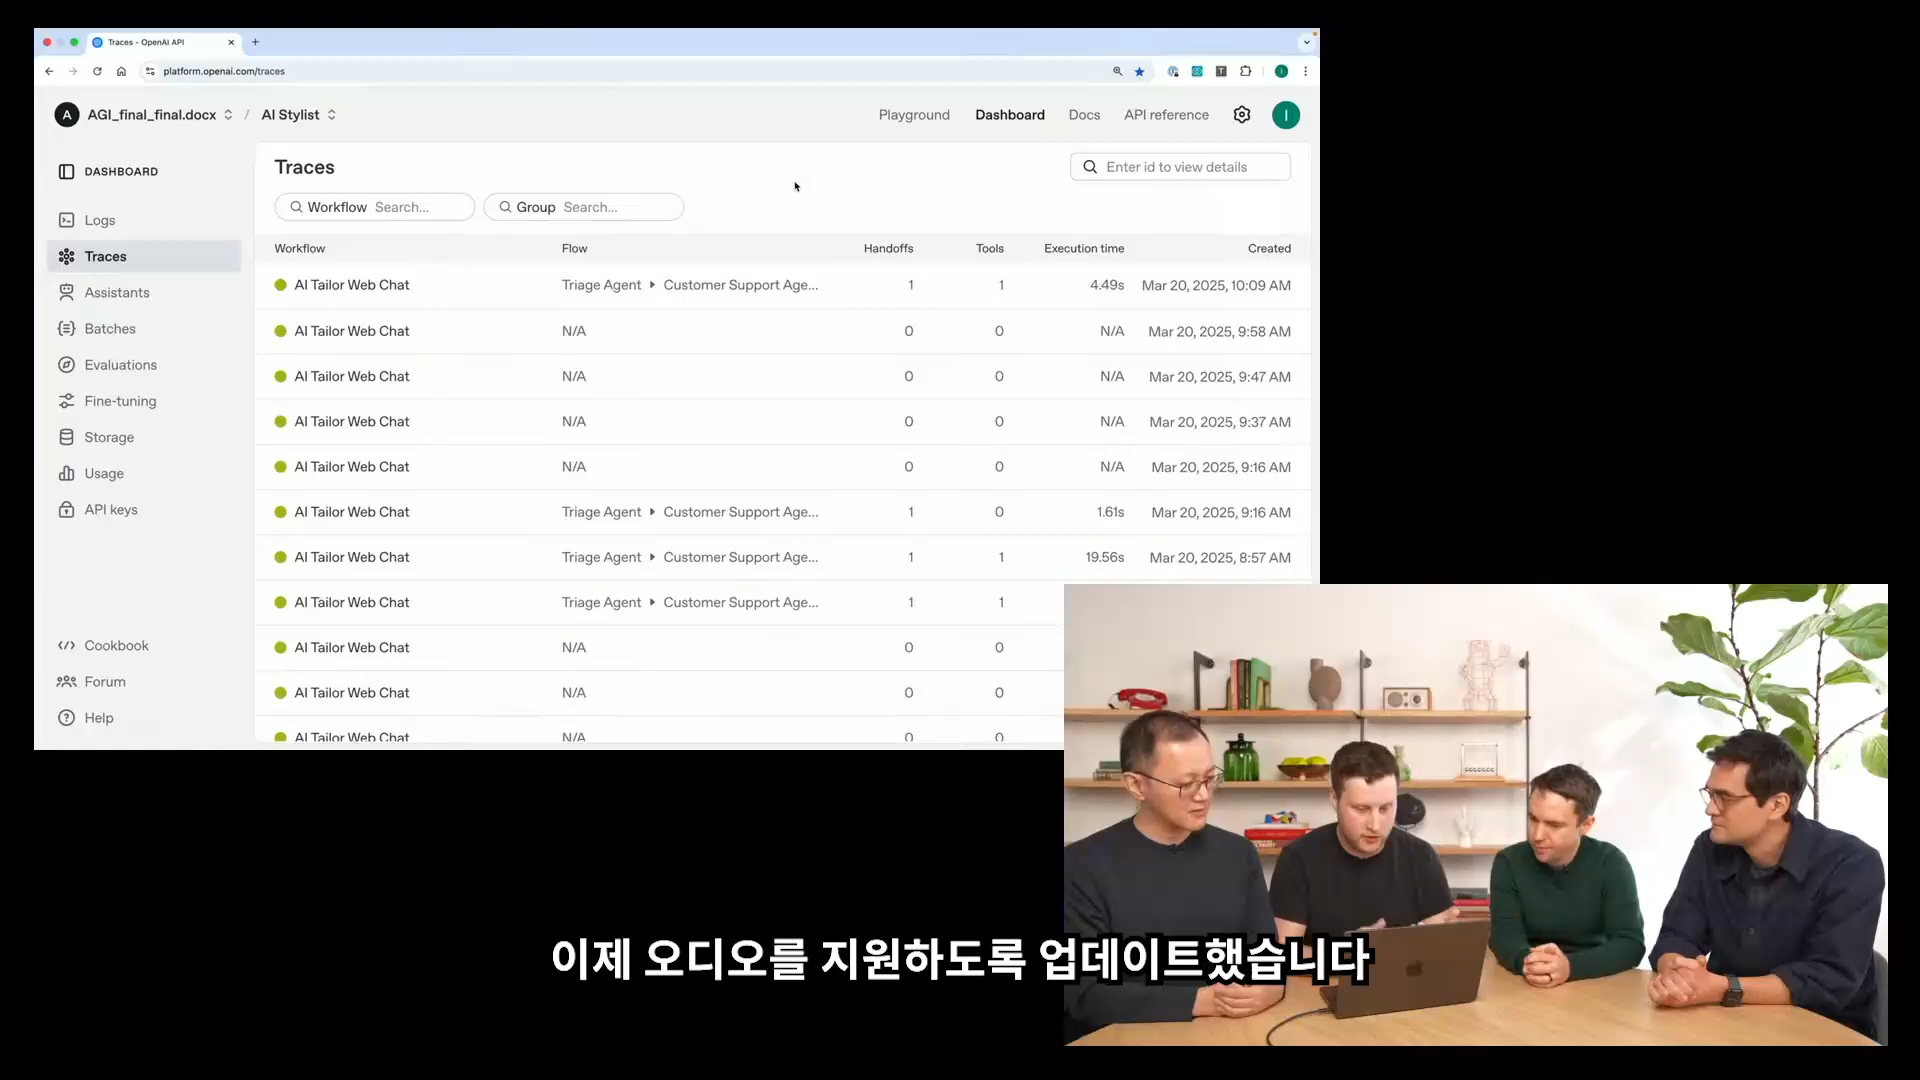 Traces - OpenAI API
platform.openai.com/traces
A AGI_final_final.docx / AI Stylist
Playground Dashboard Docs API reference I
DASHBOARD
Logs
Traces
Assistants
Batches
Evaluations
Fine-tuning
Storage
Usage
API keys
Cookbook
Forum
Help
Traces
Enter id to view details
Workflow Search... Group Search...
Workflow Flow Handoffs Tools Execution time Created
AI Tailor Web Chat Triage Agent Customer Support Age... 1 1 4.49s Mar 20, 2025, 10:09 AM
AI Tailor Web Chat N/A 0 0 N/A Mar 20, 2025, 9:58 AM
AI Tailor Web Chat N/A 0 0 N/A Mar 20, 2025, 9:47 AM
AI Tailor Web Chat N/A 0 0 N/A Mar 20, 2025, 9:37 AM
AI Tailor Web Chat N/A 0 0 N/A Mar 20, 2025, 9:16 AM
AI Tailor Web Chat Triage Agent Customer Support Age... 1 0 1.61s Mar 20, 2025, 9:16 AM
AI Tailor Web Chat Triage Agent Customer Support Age... 1 1 19.56s Mar 20, 2025, 8:57 AM
AI Tailor Web Chat Triage Agent Customer Support Age... 1 1
AI Tailor Web Chat N/A 0 0
AI Tailor Web Chat N/A 0 0
AI Tailor Web Chat N/A 0 0
이제 오디오를 지원하도록 업데이트했습니다